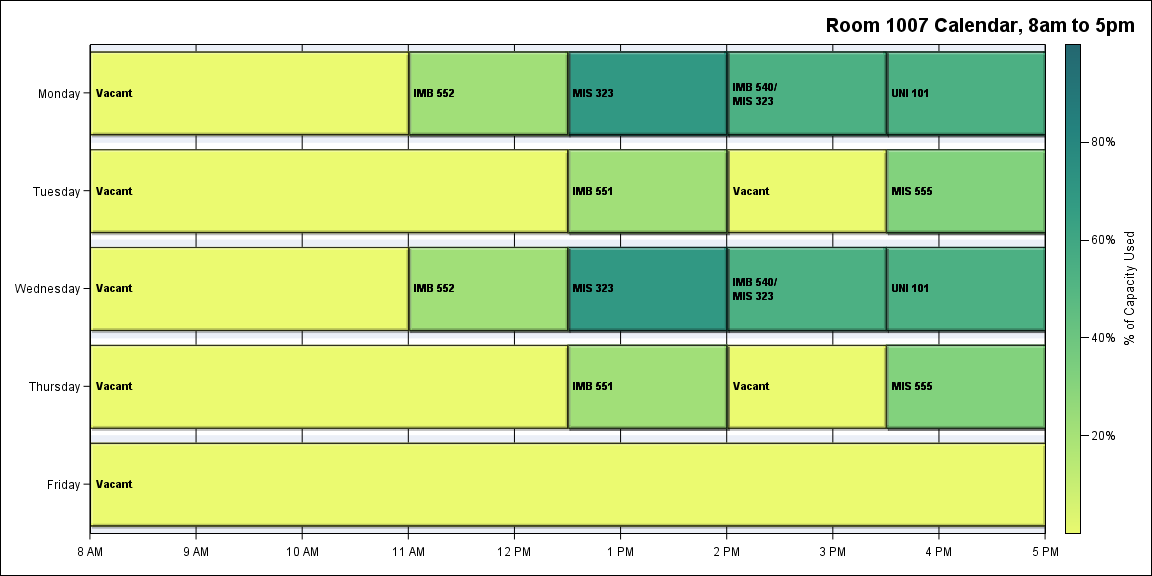 Room 1007 Calendar, 8am to 5pm
Monday
Vacant
IMB 552
MIS 323
IMB 540/
MIS 323
UNI 101
Tuesday
Vacant
IMB 551
Vacant
MIS 555
Wednesday
Vacant
IMB 552
MIS 323
IMB 540/
MIS 323
UNI 101
Thursday
Vacant
IMB 551
Vacant
MIS 555
Friday
Vacant
8 AM
9 AM
10 AM
11 AM
12 PM
1 PM
2 PM
3 PM
4 PM
5 PM
80%
60%
40%
20%
% of Capacity Used